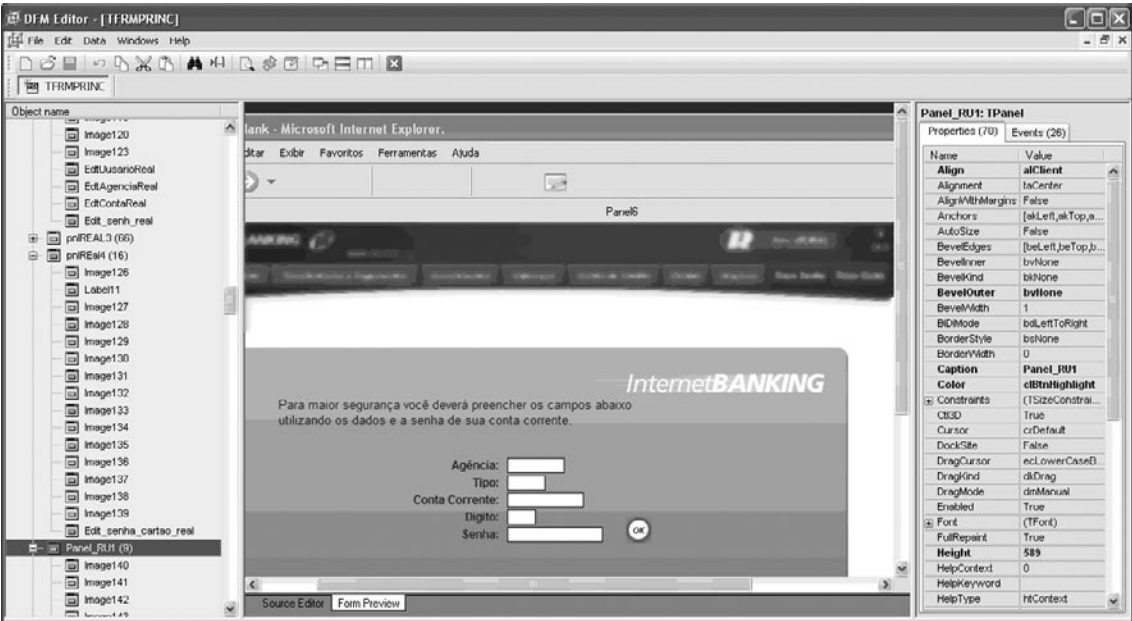 DFM Editor - [TFRMPRINC]
File Edit Data Windows Help
TFRMPRINC
Object name
Image120
Image123
EdtUusarioReal
EdtAgenciaReal
EdtContaReal
Edit_senh_real
pnlREAL3 (66)
pnlREal4 (16)
Image126
Label11
Image127
Image128
Image129
Image130
Image131
Image132
Image133
Image134
Image135
Image136
Image137
Image138
Image139
Edit_senha_cartao_real
Panel_RU1 (9)
Image140
Image141
Image142
ank - Microsoft Internet Explorer.
ditar Exibir Favoritos Ferramentas Ajuda
Panel6
InternetBANKING
Para maior segurança você deverá preencher os campos abaixo
utilizando os dados e a senha de sua conta corrente.
Agência:
Tipo:
Conta Corrente:
Digito:
Senha:
OK
Source Editor Form Preview
Panel_RU1: TPanel
Properties (70) Events (26)
Name Value
Align alClient
Alignment taCenter
AlignWithMargins False
Anchors [akLeft,akTop,a...
AutoSize False
BevelEdges [beLeft,beTop,b...
BevelInner bvNone
BevelKind bkNone
BevelOuter bvNone
BevelWidth 1
BiDiMode bdLeftToRight
BorderStyle bsNone
BorderWidth 0
Caption Panel_RU1
Color clBtnHighlight
Constraints (TSizeConstrai...
Ctl3D True
Cursor crDefault
DockSite False
DragCursor ecLowerCaseB...
DragKind dkDrag
DragMode dmManual
Enabled True
Font (TFont)
FullRepaint True
Height 589
HelpContext 0
HelpKeyword
HelpType htContext